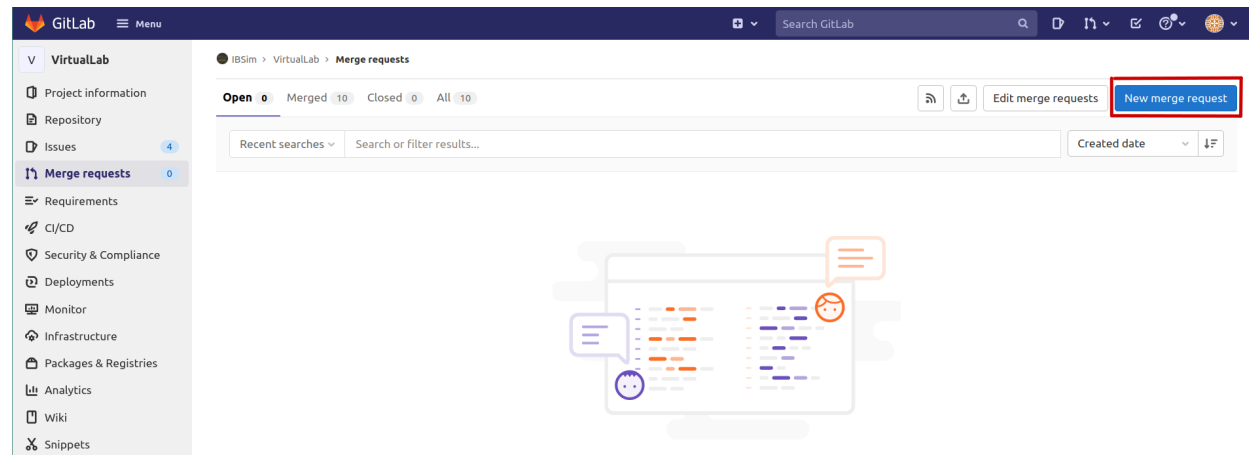 GitLab Menu Search GitLab
V VirtualLab
IBSim > VirtualLab > Merge requests
Project information
Open 0 Merged 10 Closed 0 All 10 Edit merge requests New merge request
Repository
Issues 4
Recent searches Search or filter results... Created date
Merge requests 0
Requirements
CI/CD
Security & Compliance
Deployments
Monitor
Infrastructure
Packages & Registries
Analytics
Wiki
Snippets